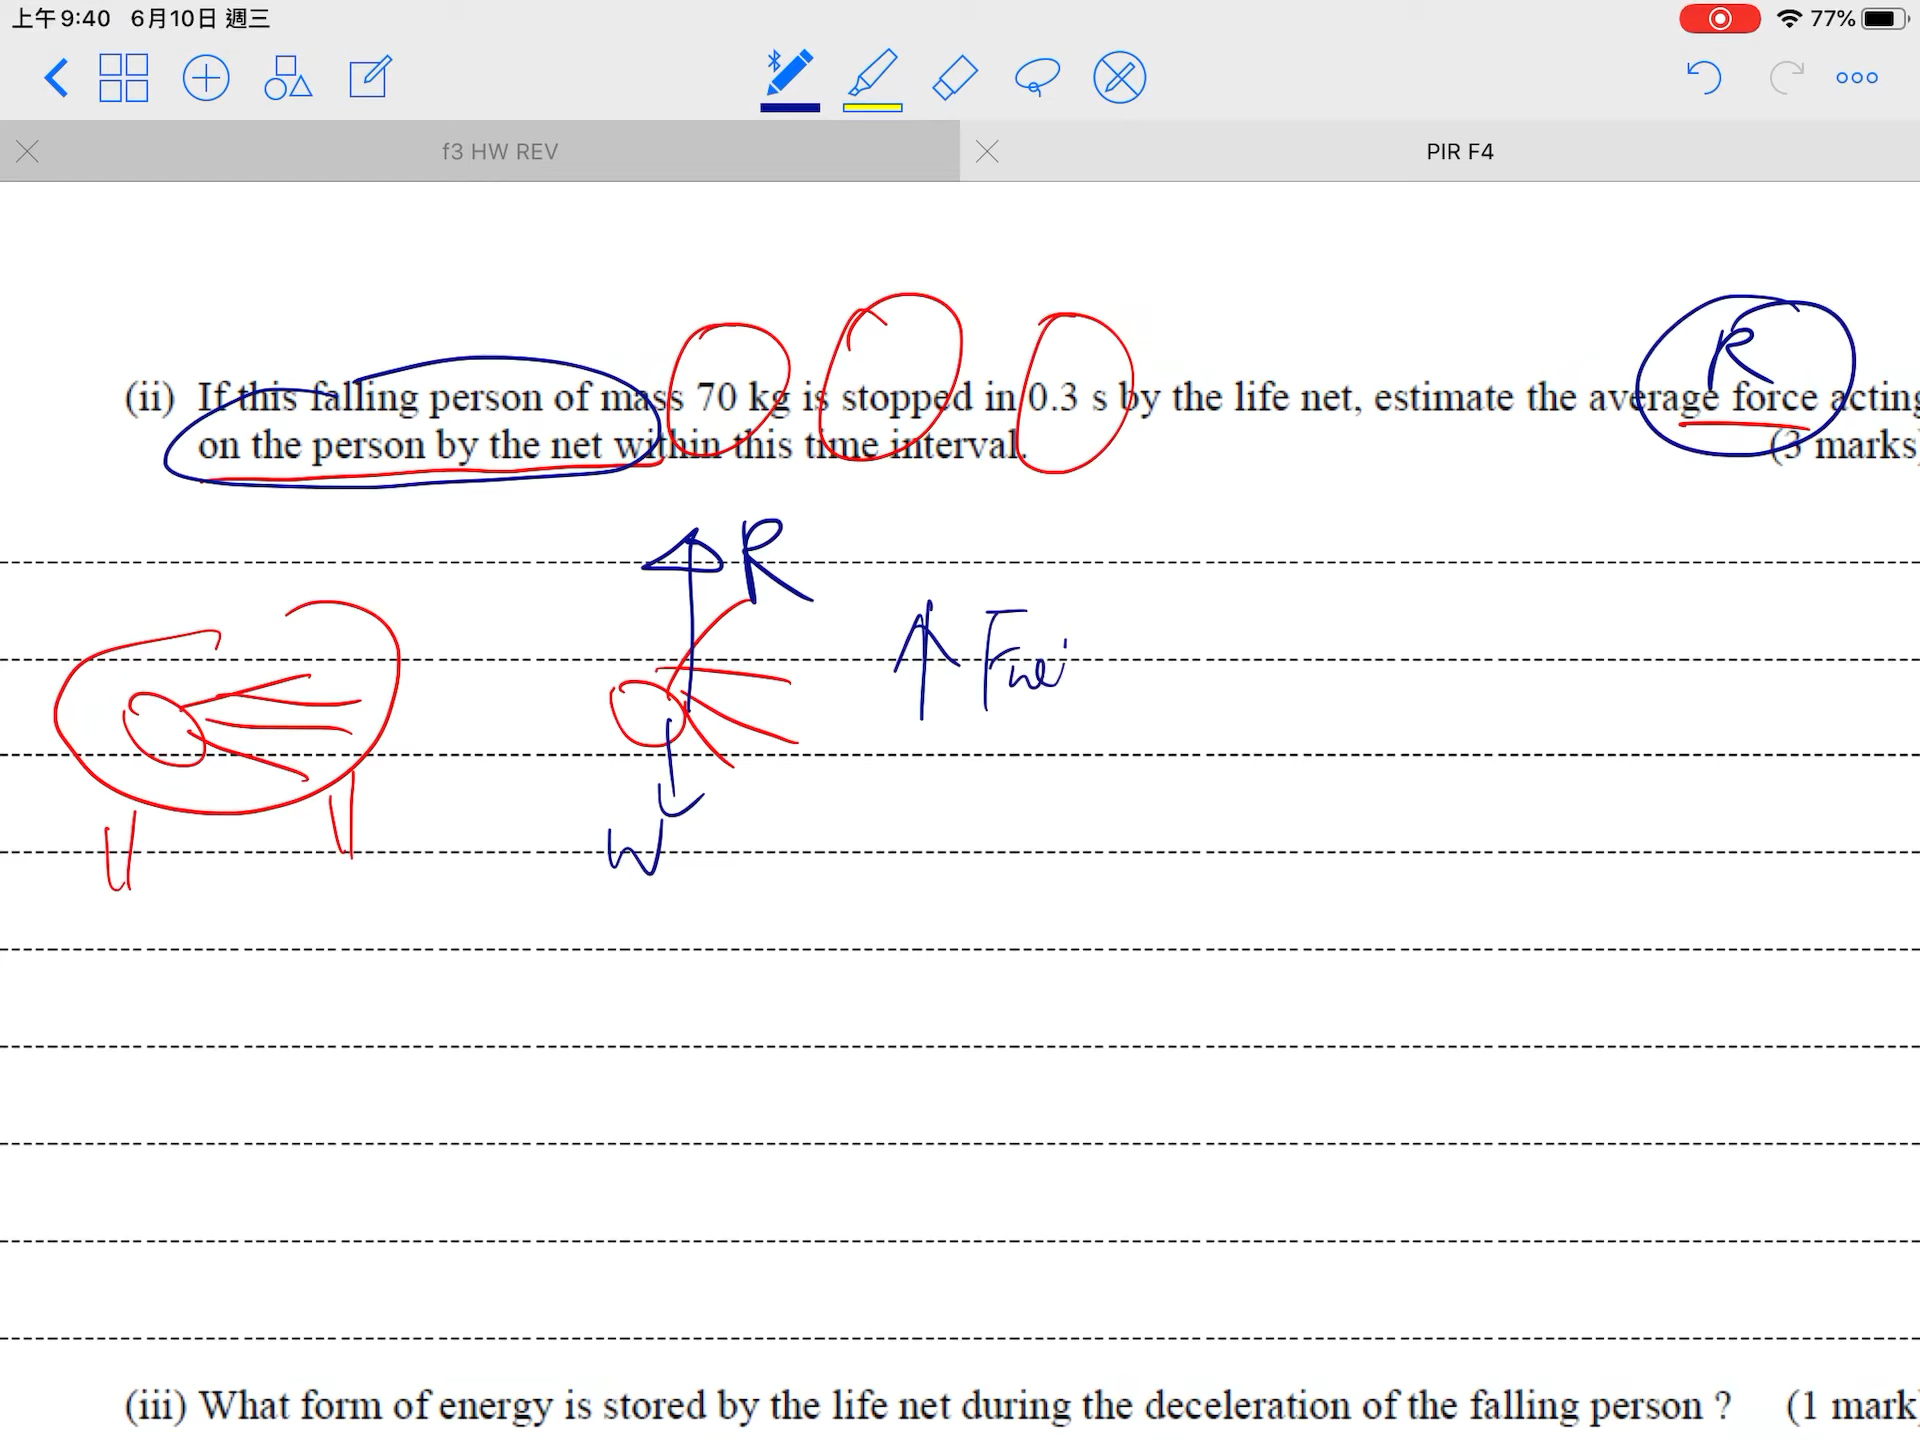 上午9:40 6月10日 週三 77%
f3 HW REV PIR F4
R
(ii) If this falling person of mass 70 kg is stopped in 0.3 s by the life net, estimate the average force acting
on the person by the net within this time interval. (3 marks)
R
Fnet
W
(iii) What form of energy is stored by the life net during the deceleration of the falling person ? (1 mark)